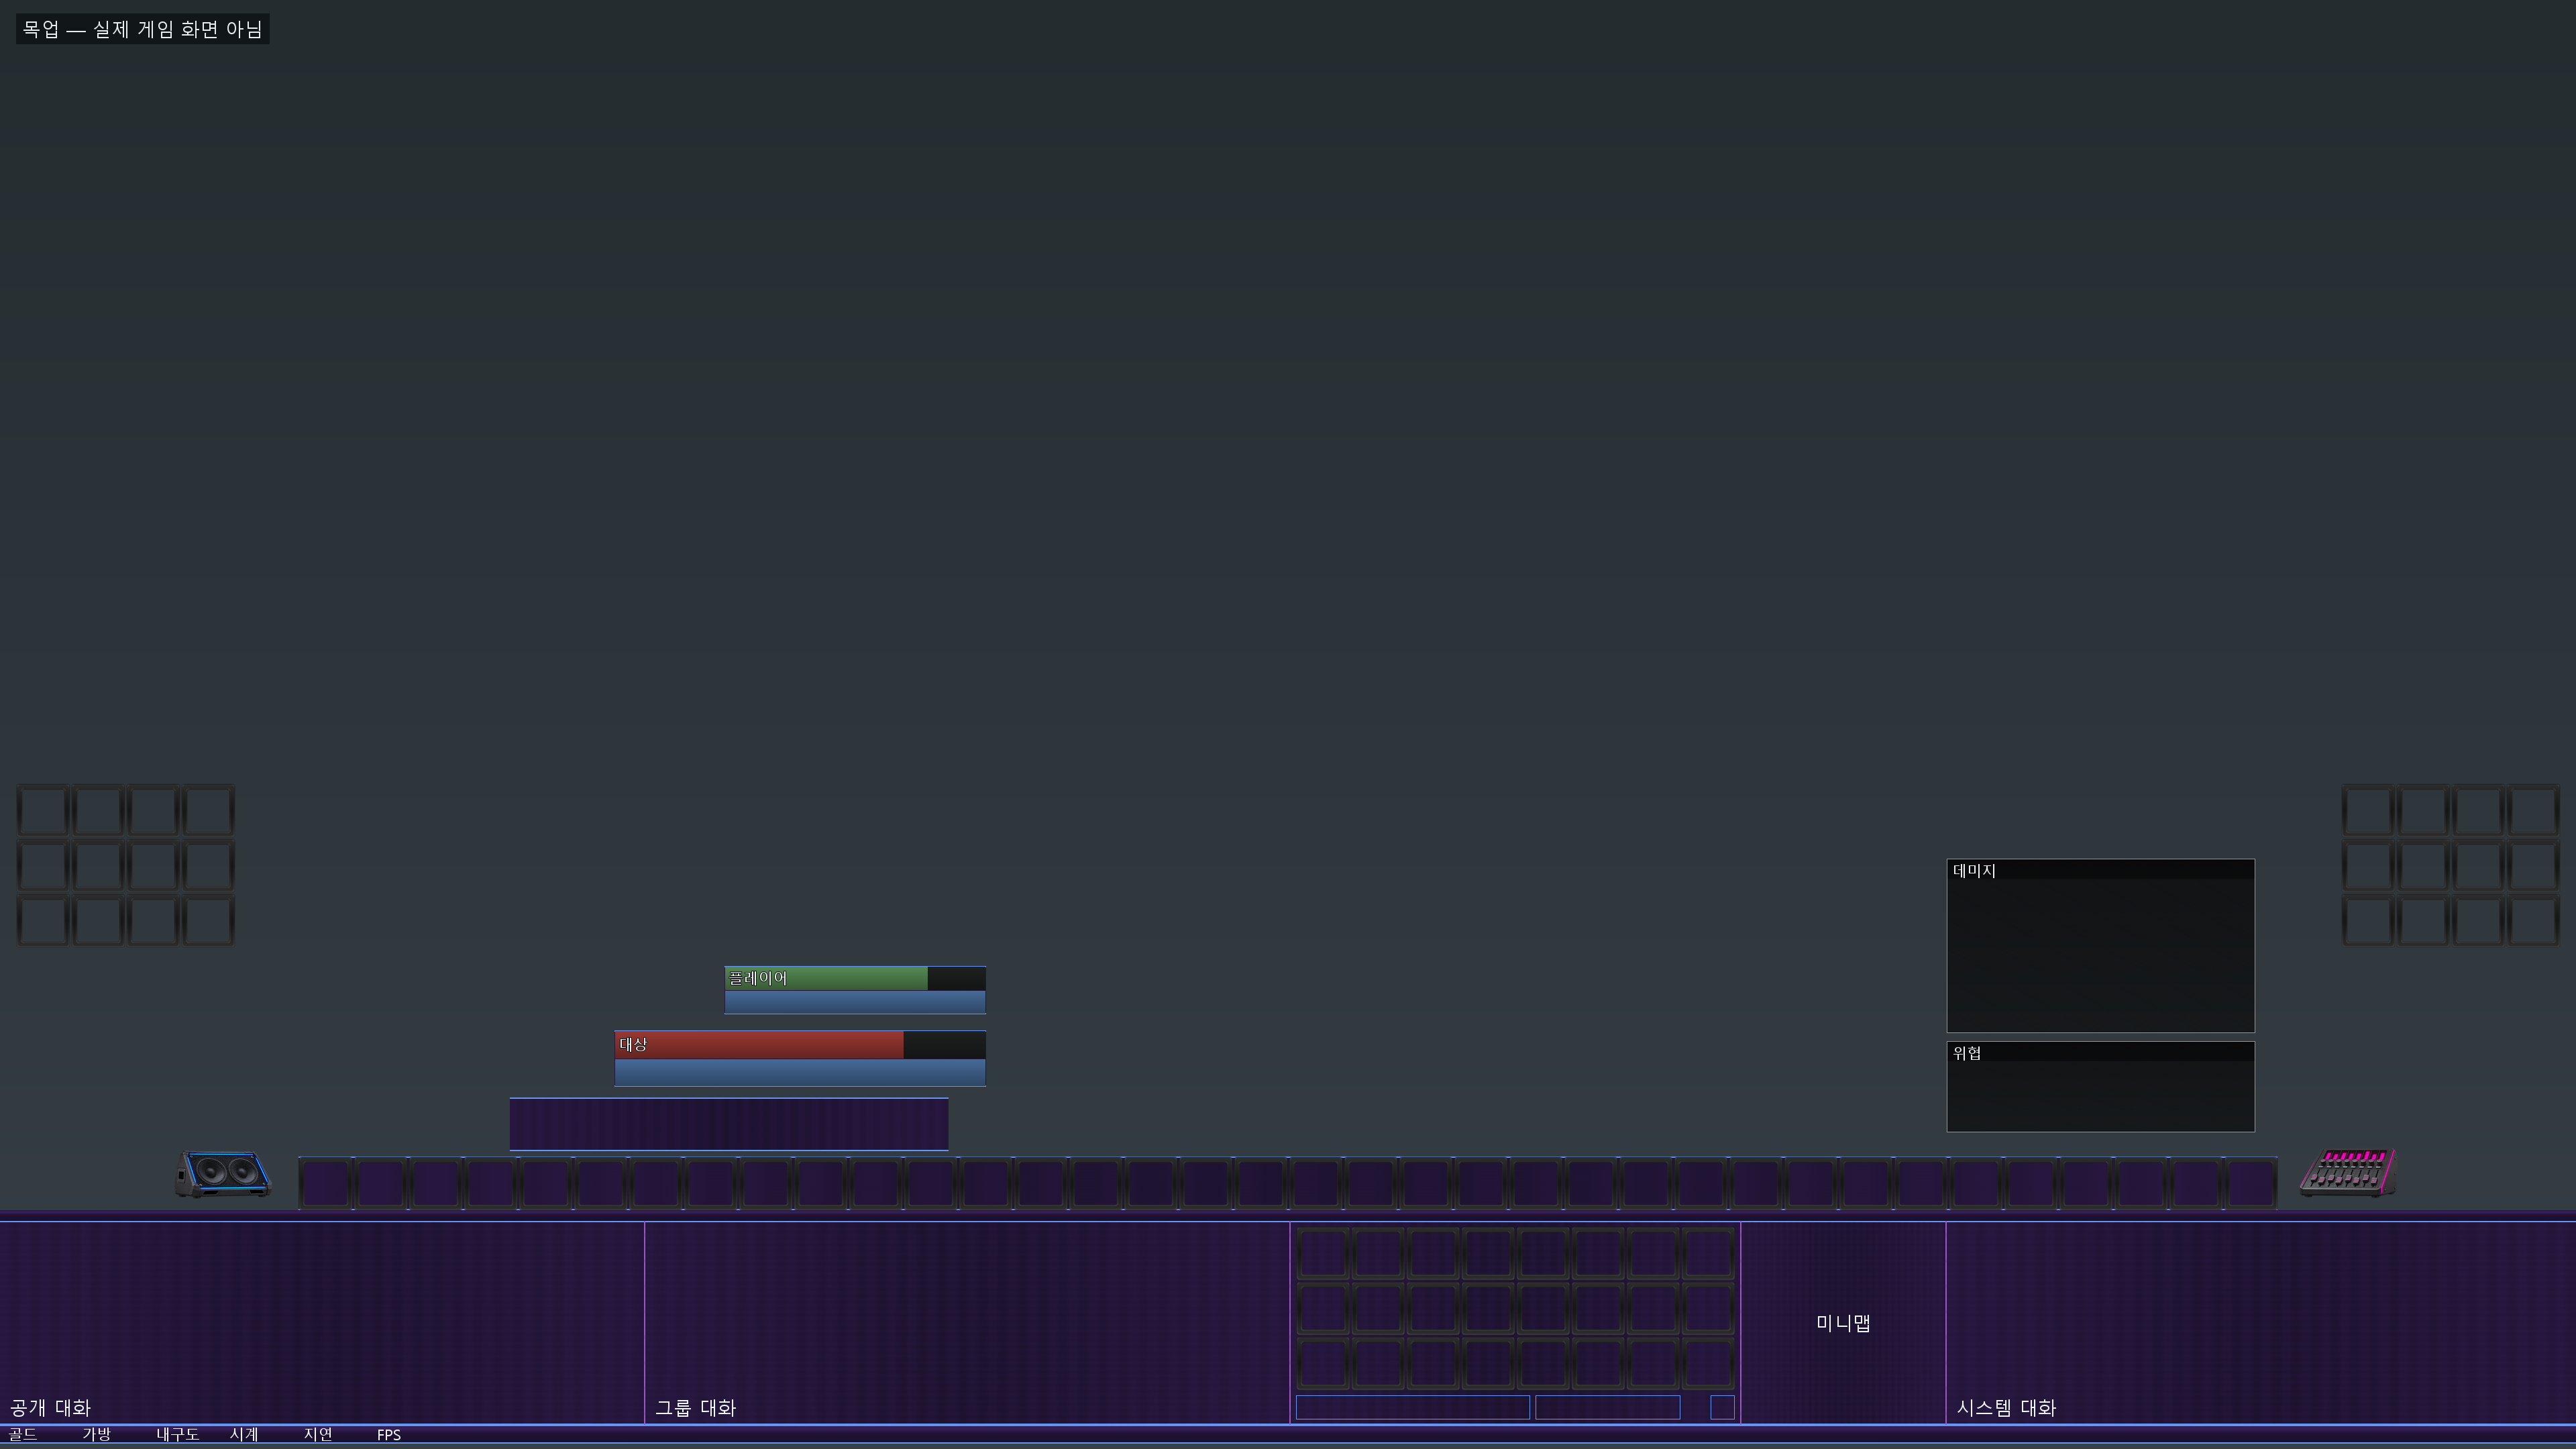 목업 — 실제 게임 화면 아님
데미지
플레이어
대상
위협
미니맵
공개 대화
그룹 대화
시스템 대화
골드 가방 내구도 시계 지연 FPS